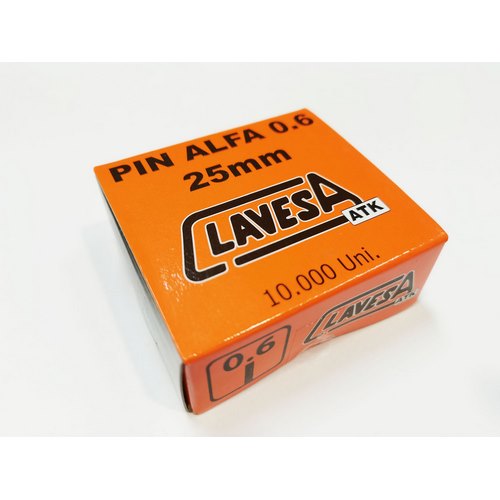 PIN ALFA 0.6
25mm
CLAVESA
ATK
10.000 Uni.
0.6
CLAVESA
ATK